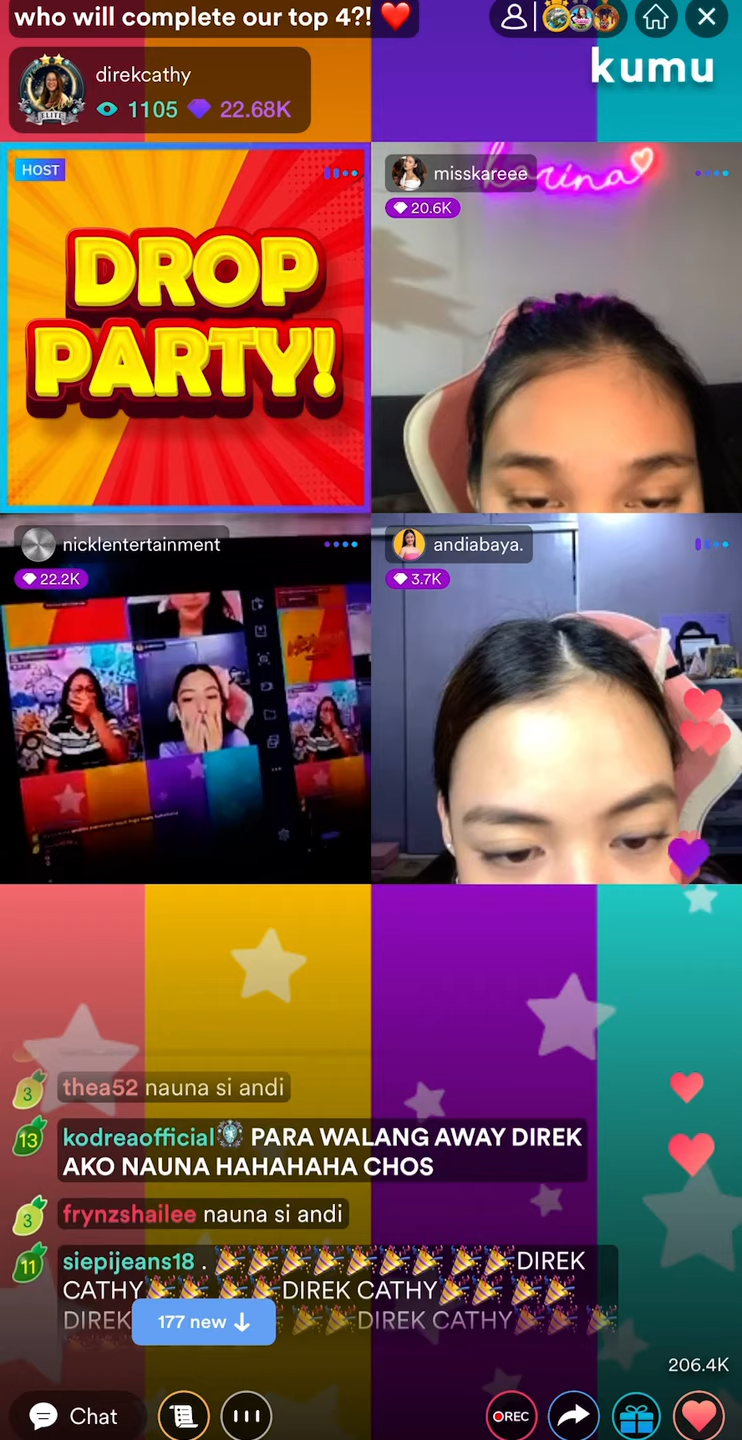 who will complete our top 4?! ❤️
kumu
direkcathy
ELITE
1105 22.68K
HOST
DROP
PARTY!
misskareee
20.6K
nicklentertainment
22.2K
andiabaya.
3.7K
3 thea52 nauna si andi
13 kodreaofficial PARA WALANG AWAY DIREK
AKO NAUNA HAHAHAHA CHOS
3 frynzshailee nauna si andi
11 siepijeans18 . 🎉🎉🎉🎉🎉🎉🎉 🎉🎉DIREK
CATHY🎉🎉 🎉🎉DIREK CATHY🎉🎉 🎉🎉
DIREK 🎉🎉DIREK CATHY🎉🎉 🎉
177 new ↓
206.4K
Chat
REC